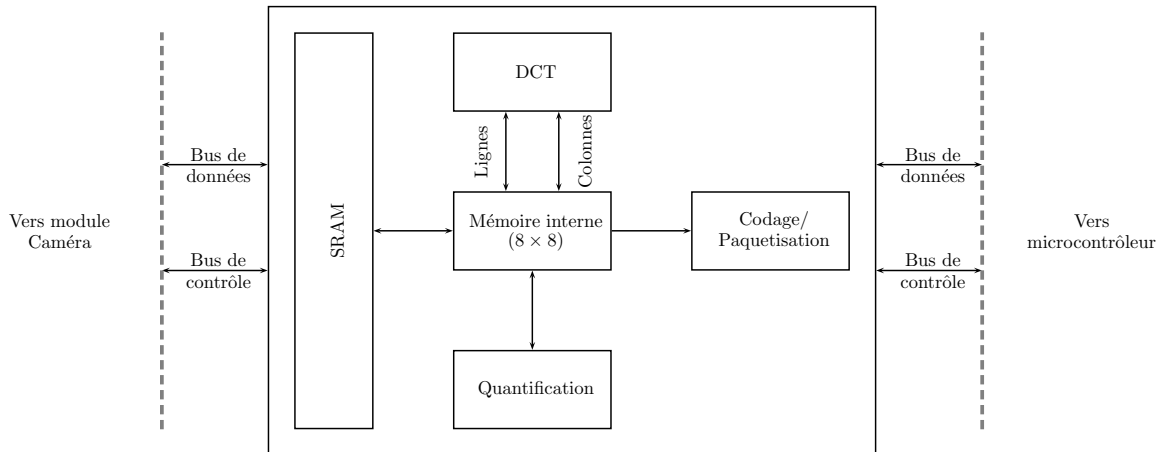 Vers module
Caméra
Bus de
données
Bus de
contrôle
SRAM
DCT
Lignes
Colonnes
Mémoire interne
(8 × 8)
Quantification
Codage/
Paquetisation
Bus de
données
Bus de
contrôle
Vers
microcontrôleur